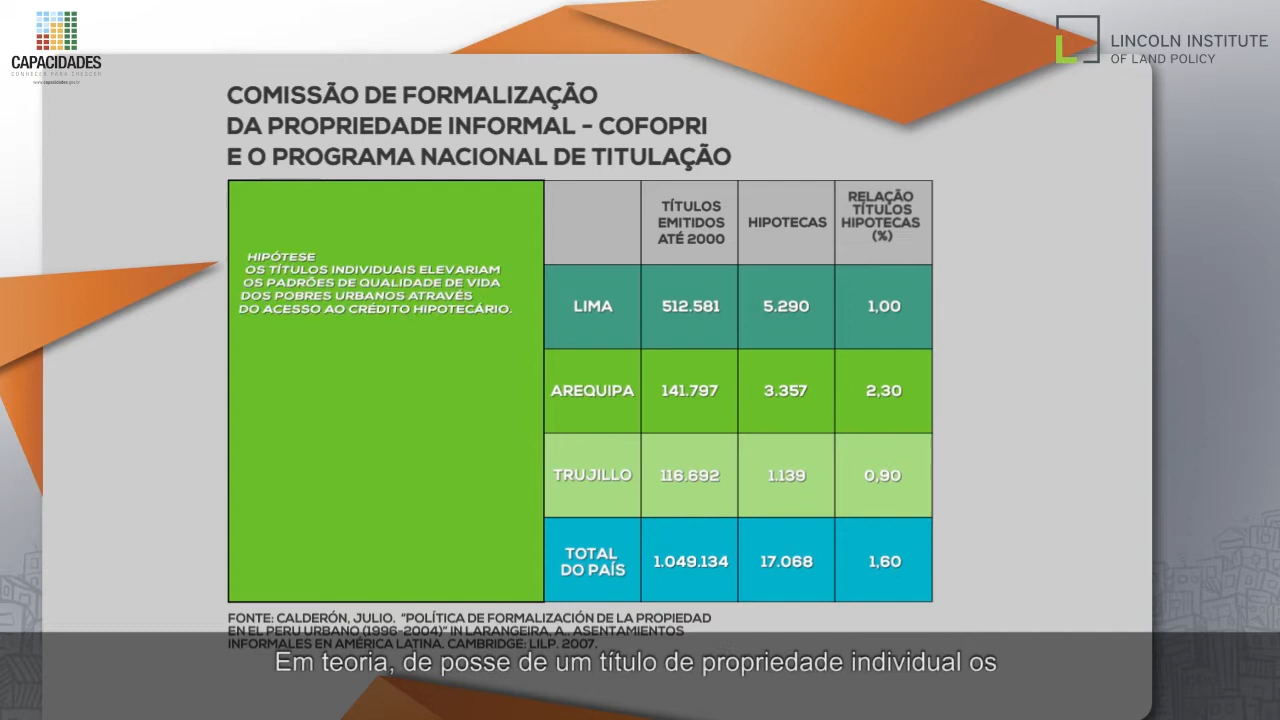 CAPACIDADES
CONHECER PARA CRESCER
www.capacidades.gov.br
LINCOLN INSTITUTE
OF LAND POLICY
COMISSÃO DE FORMALIZAÇÃO
DA PROPRIEDADE INFORMAL - COFOPRI
E O PROGRAMA NACIONAL DE TITULAÇÃO
HIPÓTESE
OS TÍTULOS INDIVIDUAIS ELEVARIAM
OS PADRÕES DE QUALIDADE DE VIDA
DOS POBRES URBANOS ATRAVÉS
DO ACESSO AO CRÉDITO HIPOTECÁRIO.
TÍTULOS
EMITIDOS
ATÉ 2000
HIPOTECAS
RELAÇÃO
TÍTULOS
HIPOTECAS
(%)
LIMA 512.581 5.290 1,00
AREQUIPA 141.797 3.357 2,30
TRUJILLO 116.692 1.139 0,90
TOTAL
DO PAÍS 1.049.134 17.068 1,60
FONTE: CALDERÓN, JULIO. "POLÍTICA DE FORMALIZACIÓN DE LA PROPIEDAD
EN EL PERU URBANO (1996-2004)" IN LARANGEIRA, A.. ASENTAMIENTOS
INFORMALES EN AMÉRICA LATINA. CAMBRIDGE: LILP. 2007.
Em teoria, de posse de um título de propriedade individual os